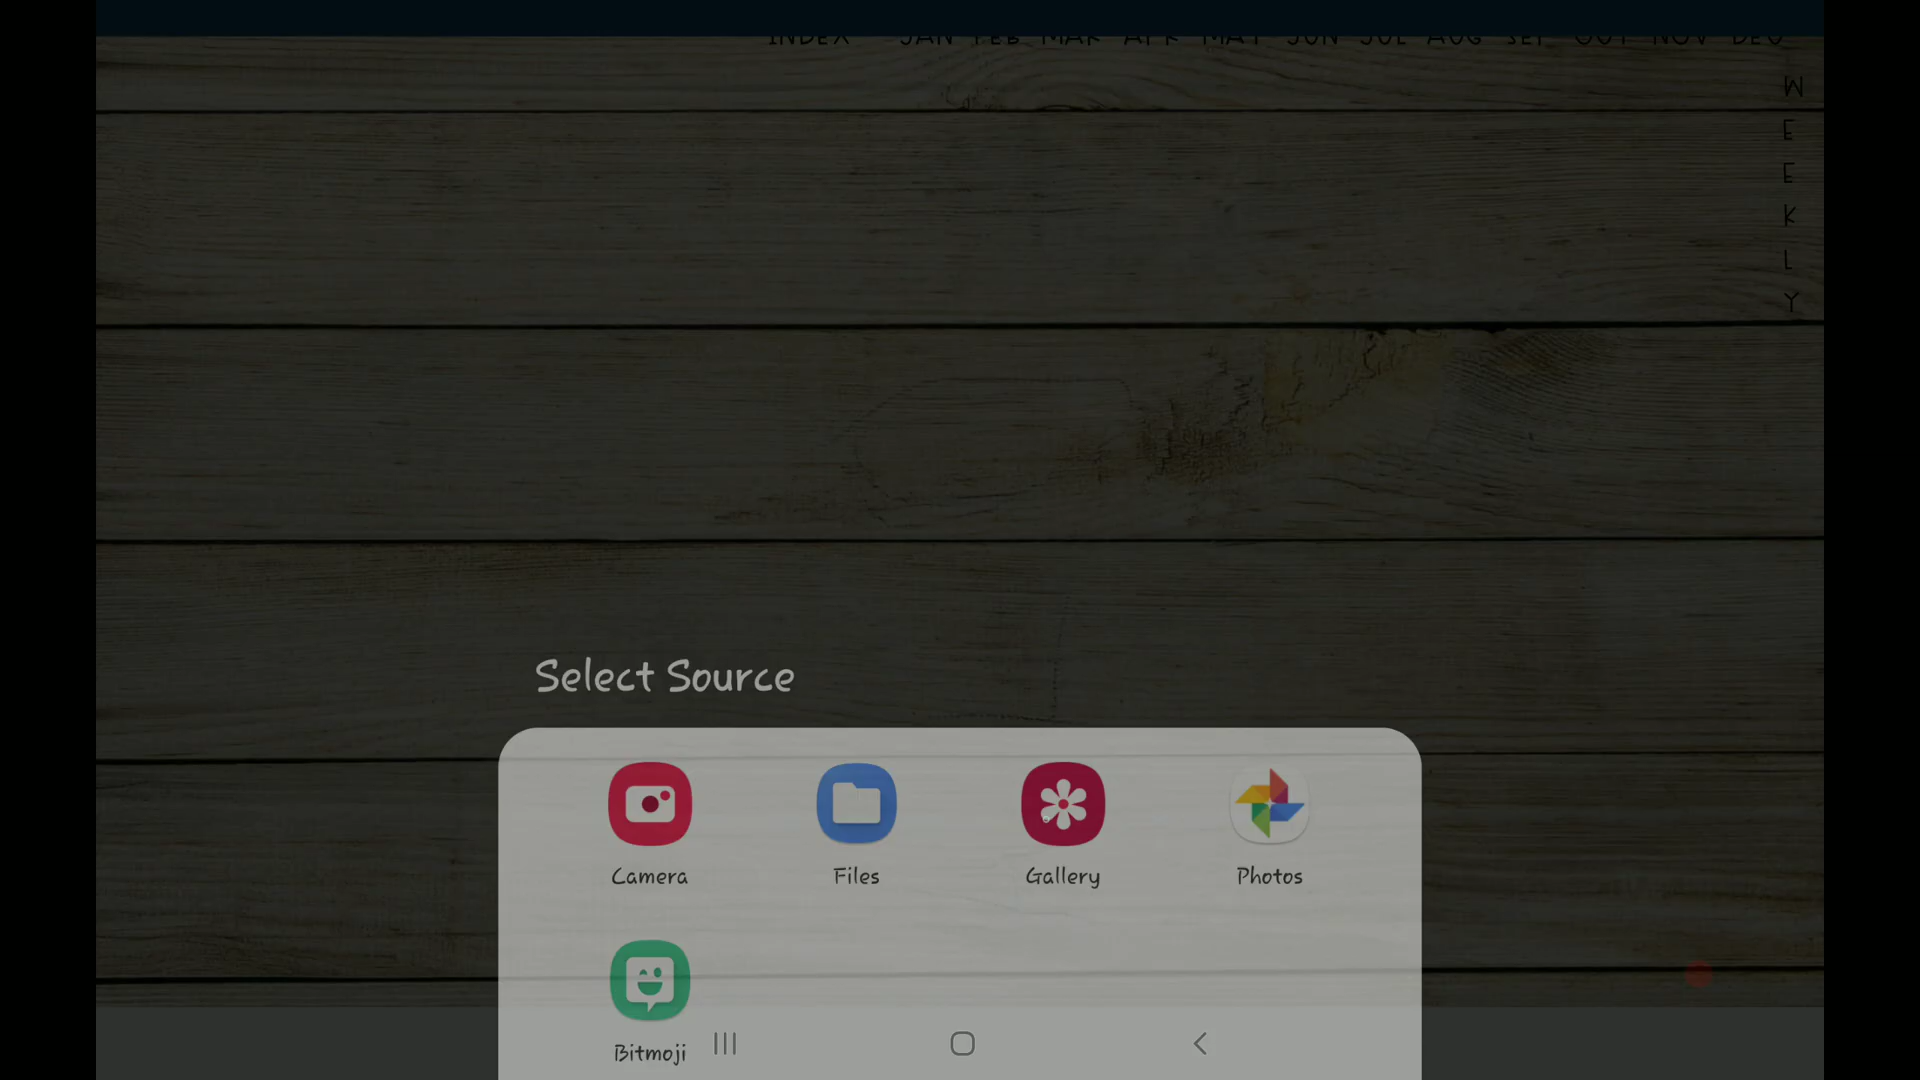 INDEX JAN FEB MAR APR MAY JUN JUL AUG SEP OCT NOV DEC
W
E
E
K
L
Y
Select Source
Camera Files Gallery Photos
Bitmoji